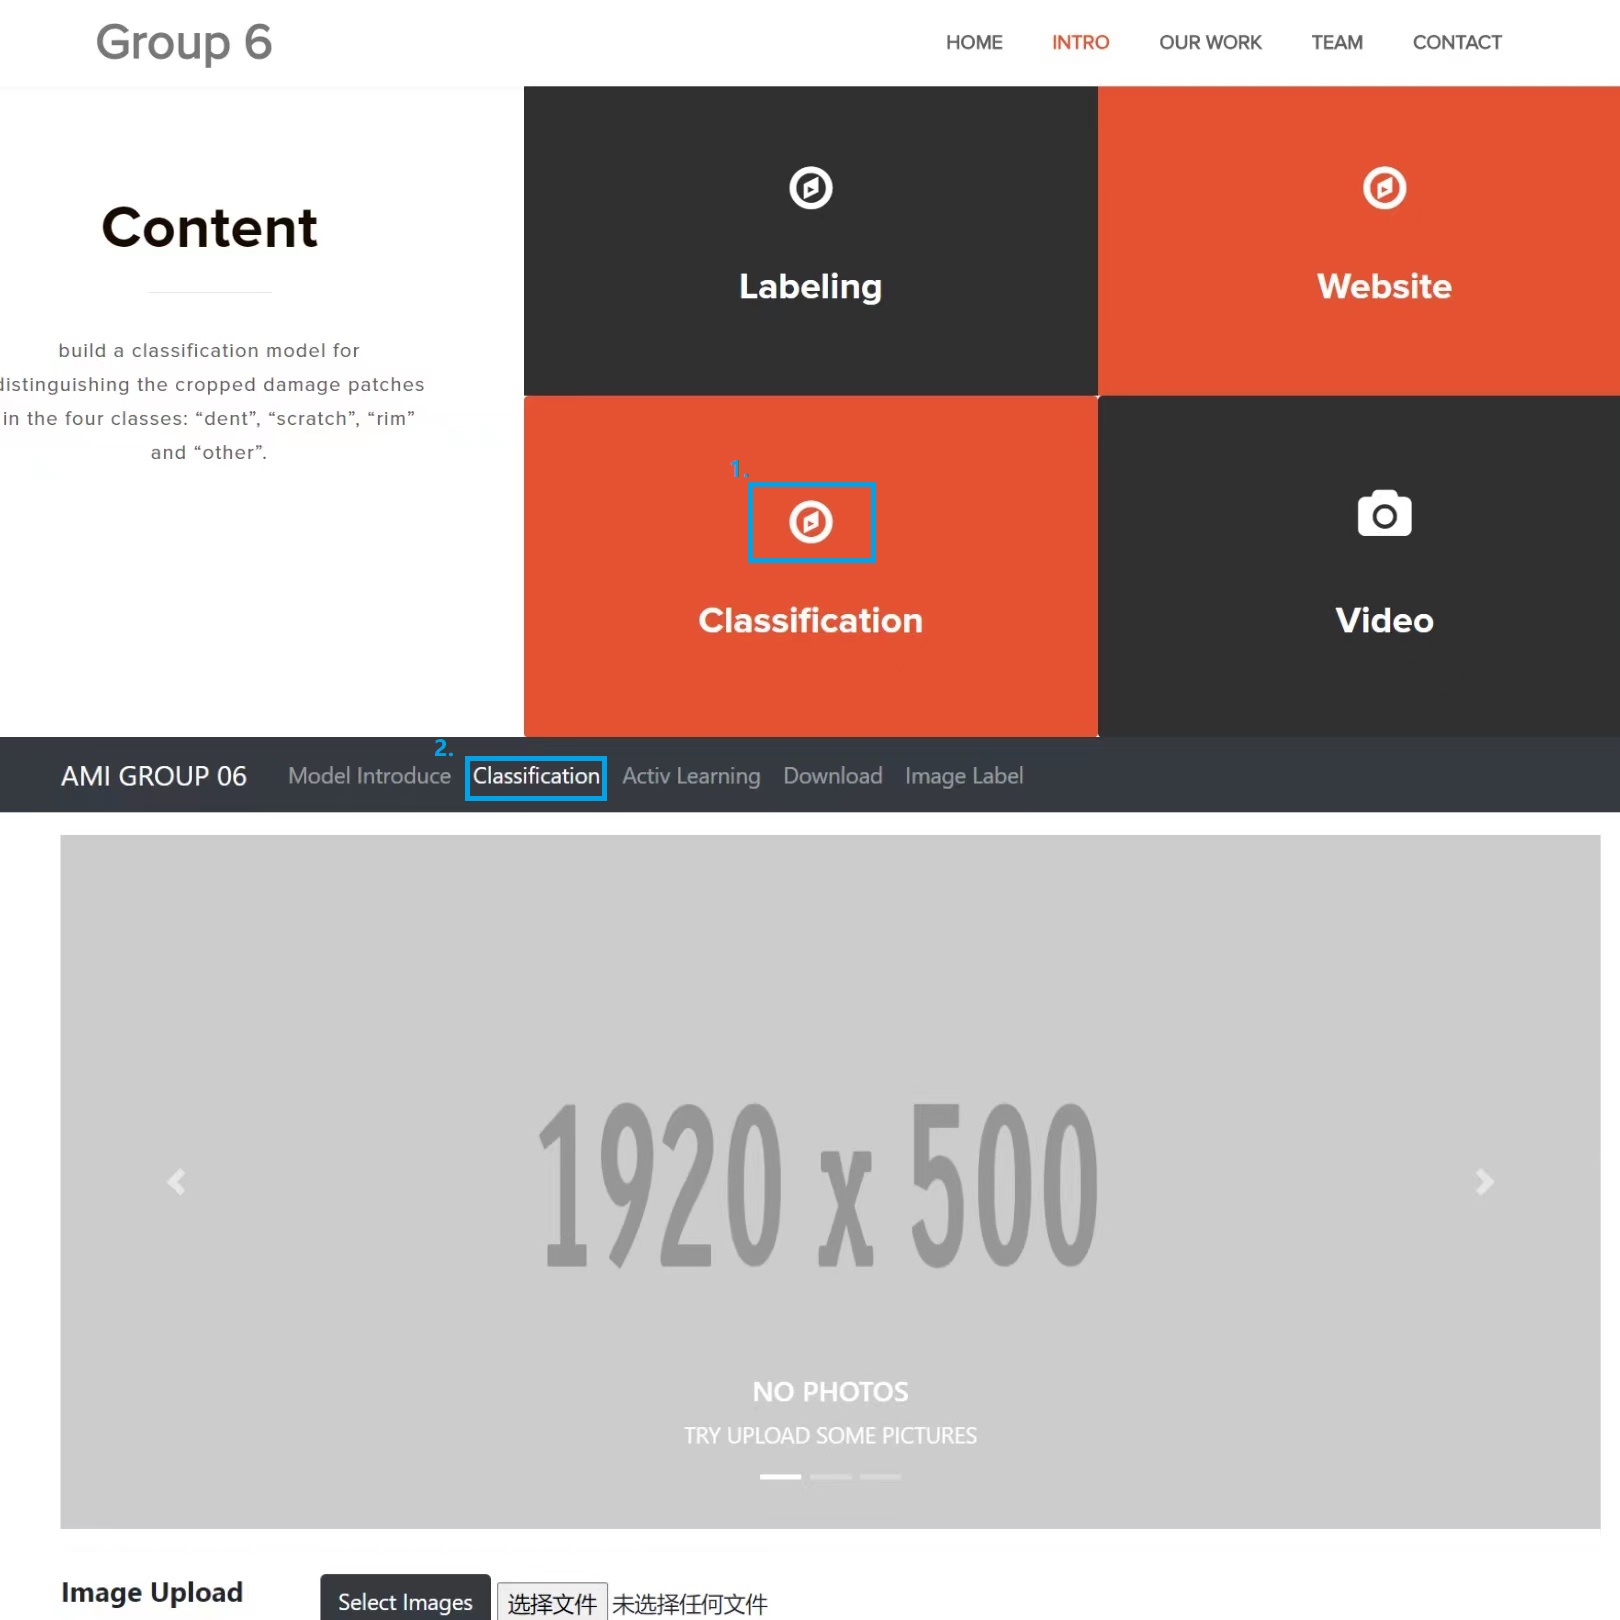 Group 6
HOME INTRO OUR WORK TEAM CONTACT
Content
build a classification model for
distinguishing the cropped damage patches
in the four classes: “dent”, “scratch”, “rim”
and “other”.
Labeling
Website
1.
Classification
Video
2.
AMI GROUP 06 Model Introduce Classification Activ Learning Download Image Label
1920 x 500
NO PHOTOS
TRY UPLOAD SOME PICTURES
Image Upload Select Images 选择文件 未选择任何文件